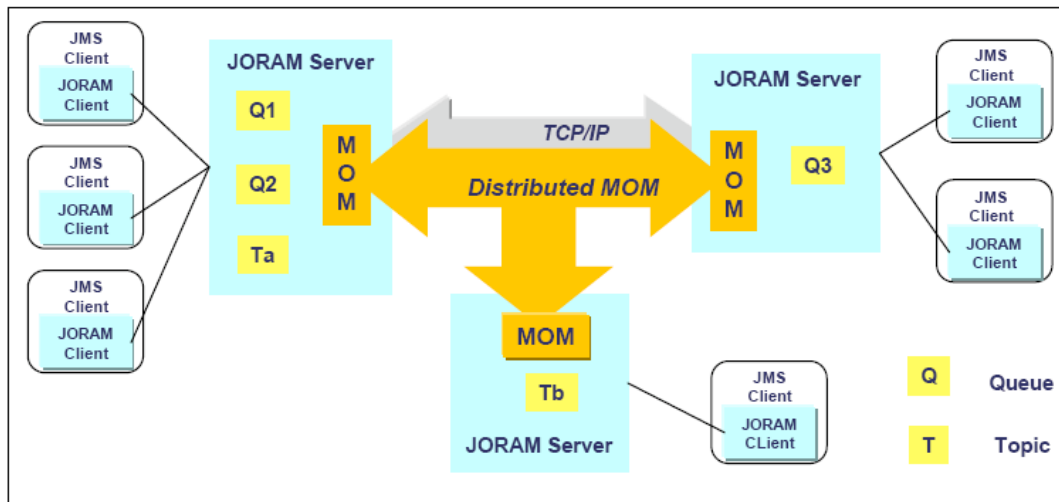 JMS
Client
JORAM
Client
JMS
Client
JORAM
Client
JMS
Client
JORAM
Client
JORAM Server
Q1
Q2
Ta
M
O
M
TCP/IP
Distributed MOM
JORAM Server
M
O
M
Q3
JMS
Client
JORAM
Client
JMS
Client
JORAM
Client
MOM
Tb
JORAM Server
JMS
Client
JORAM
CLient
Q Queue
T Topic